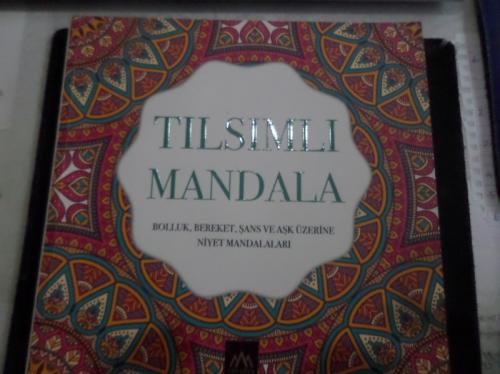 TILSIMLI
MANDALA
BOLLUK, BEREKET, ŞANS VE AŞK ÜZERİNE
NİYET MANDALALARI